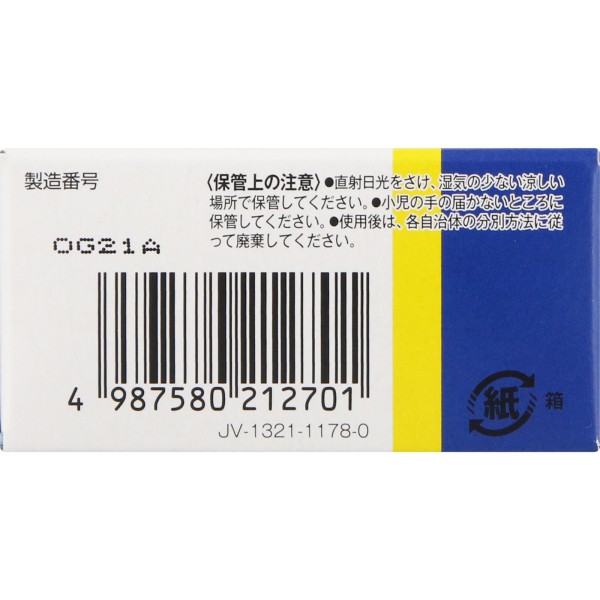 製造番号
OG21A
〈保管上の注意〉●直射日光をさけ、湿気の少ない涼しい
場所で保管してください。●小児の手の届かないところに
保管してください。●使用後は、各自治体の分別方法に従
って廃棄してください。
4 987580 212701
JV-1321-1178-0
紙 箱